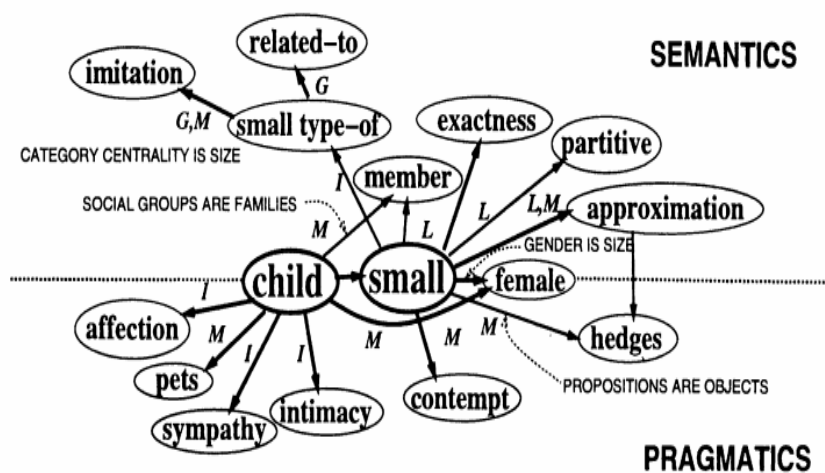 related-to
SEMANTICS
imitation
G
G,M
small type-of
exactness
partitive
CATEGORY CENTRALITY IS SIZE
I
member
SOCIAL GROUPS ARE FAMILIES
L
L,M
approximation
M
L
GENDER IS SIZE
child
small
female
I
affection
M
M
M
M
hedges
I
I
pets
PROPOSITIONS ARE OBJECTS
intimacy
contempt
sympathy
PRAGMATICS